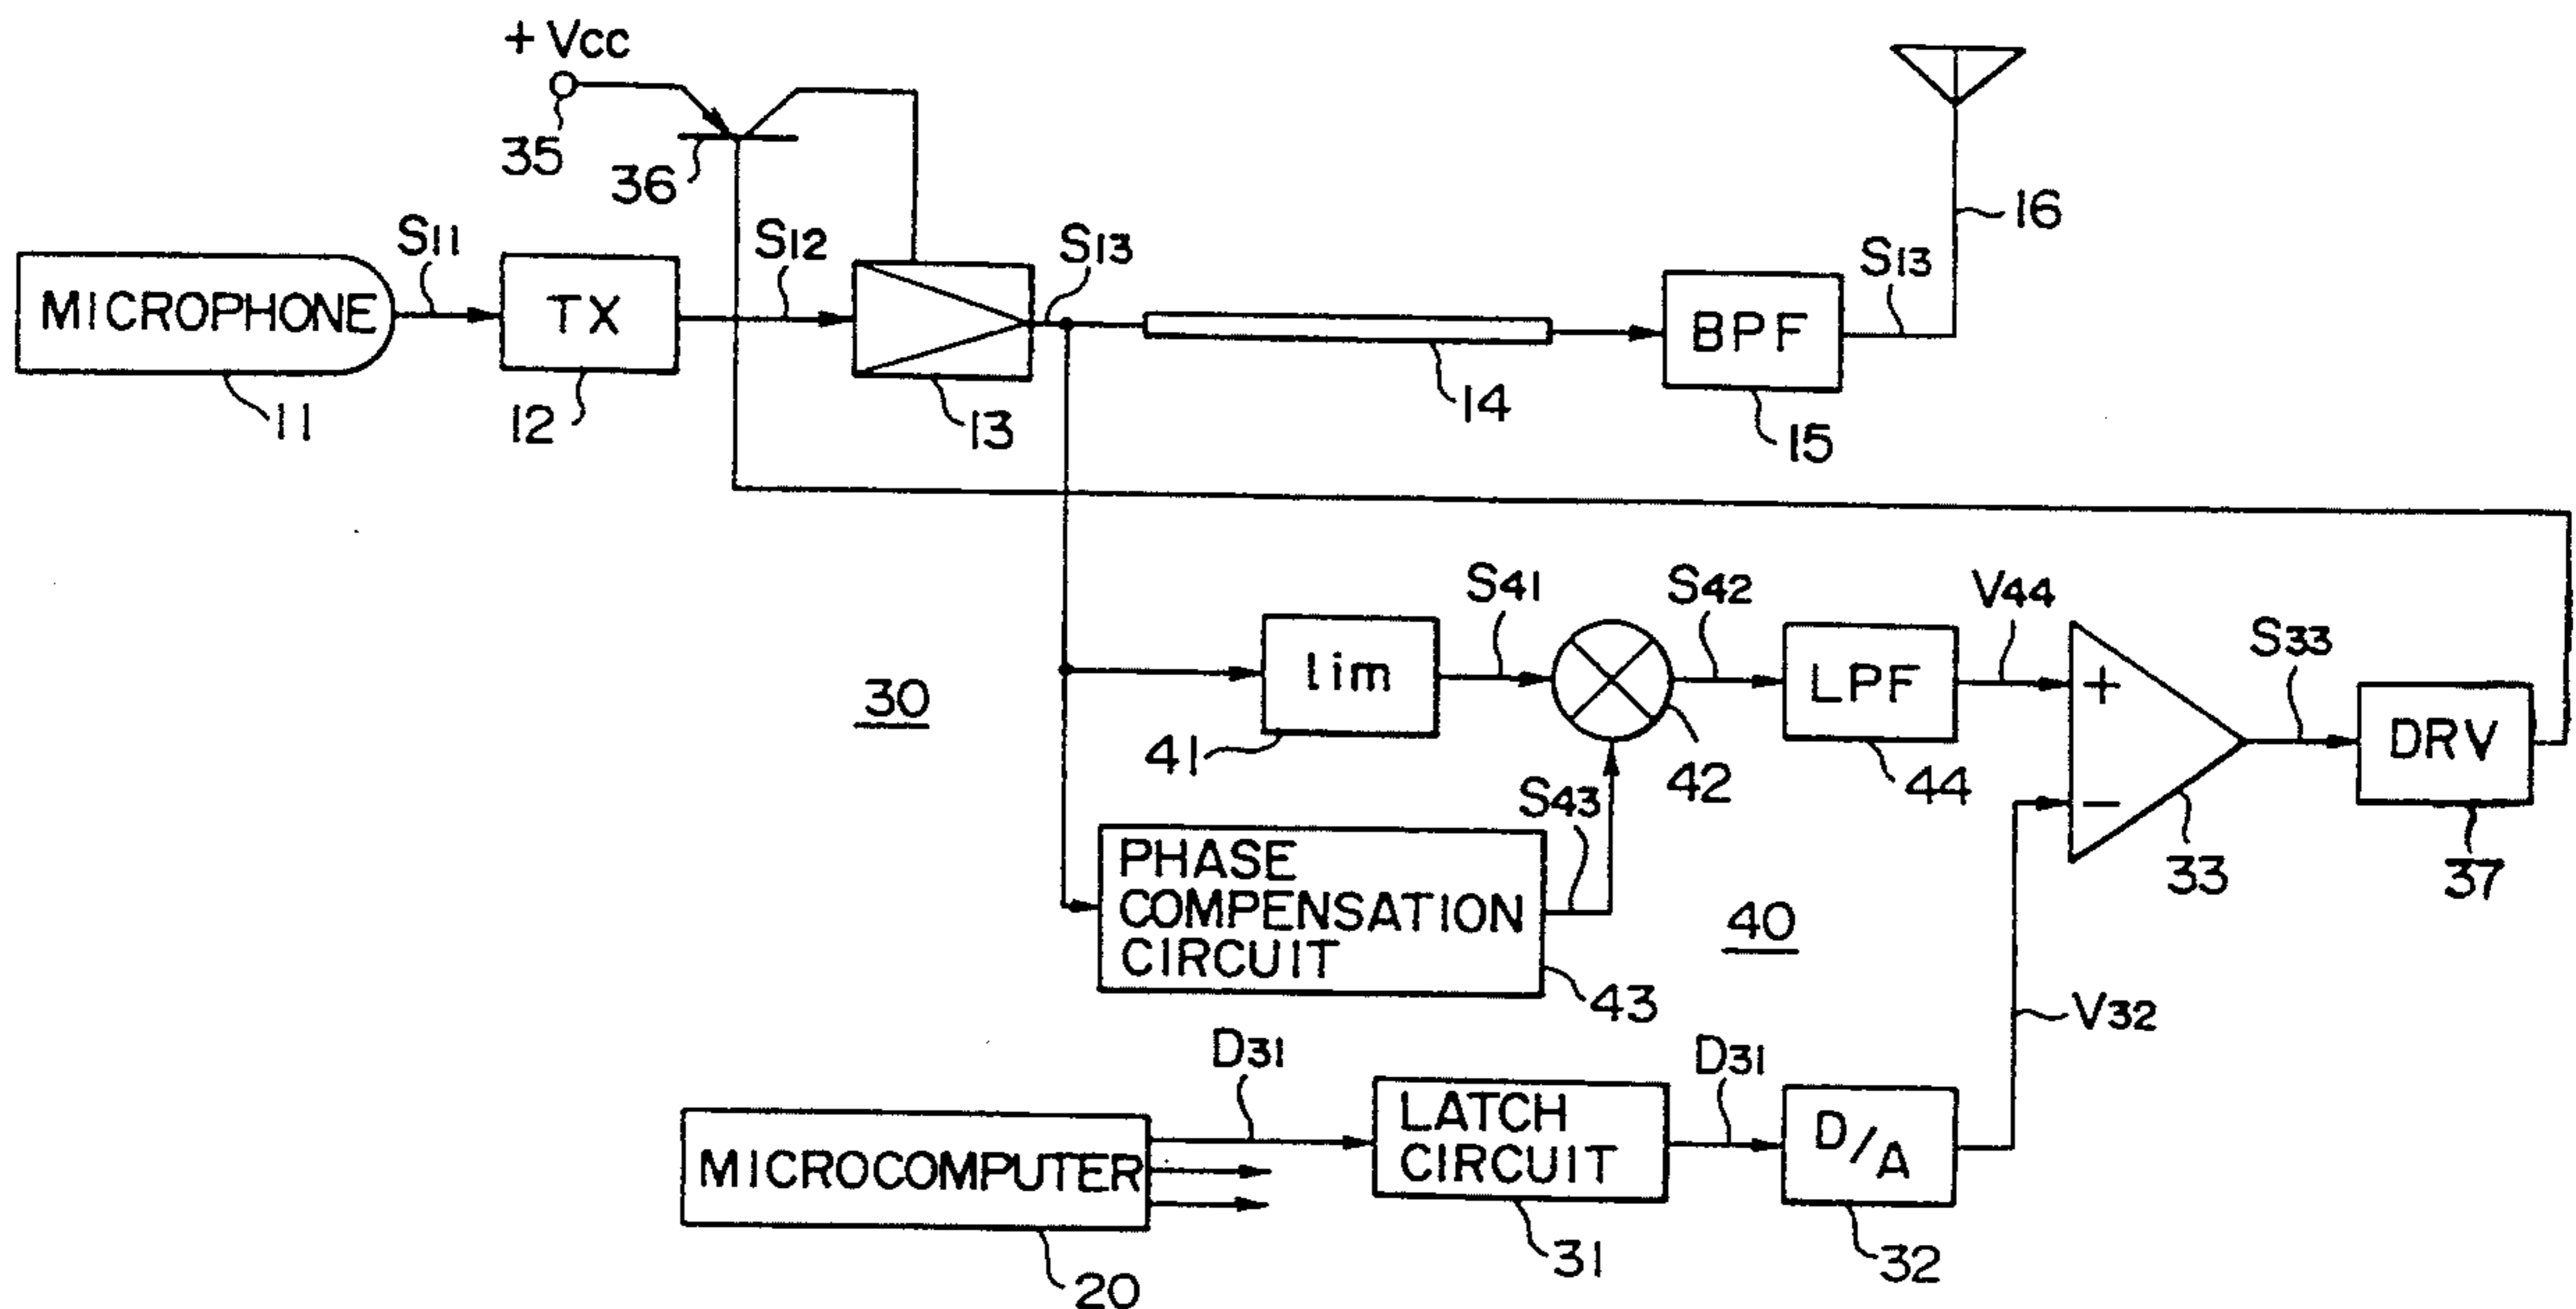 + Vcc
35
36
16
S11
S12
S13
S13
MICROPHONE
TX
BPF
11
12
13
14
15
S41
S42
V44
S33
lim
LPF
+
−
DRV
30
41
42
44
33
37
S43
PHASE
COMPENSATION
CIRCUIT
40
43
V32
D31
D31
MICROCOMPUTER
LATCH
CIRCUIT
D/A
20
31
32